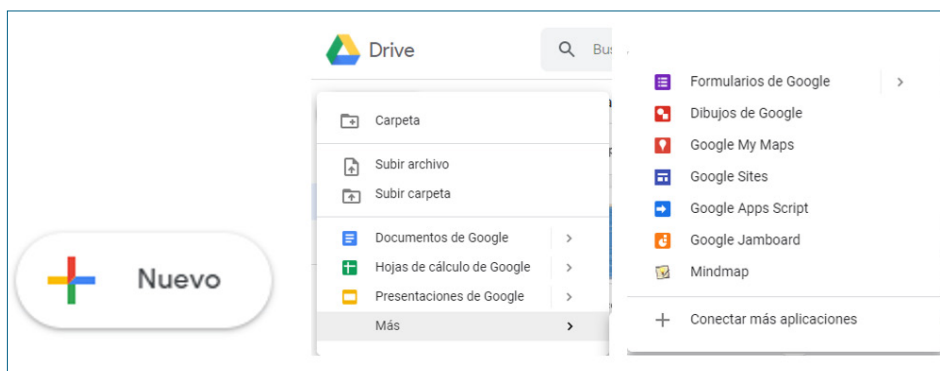 Nuevo
Drive
Carpeta
Subir archivo
Subir carpeta
Documentos de Google
Hojas de cálculo de Google
Presentaciones de Google
Más
Formularios de Google
Dibujos de Google
Google My Maps
Google Sites
Google Apps Script
Google Jamboard
Mindmap
Conectar más aplicaciones